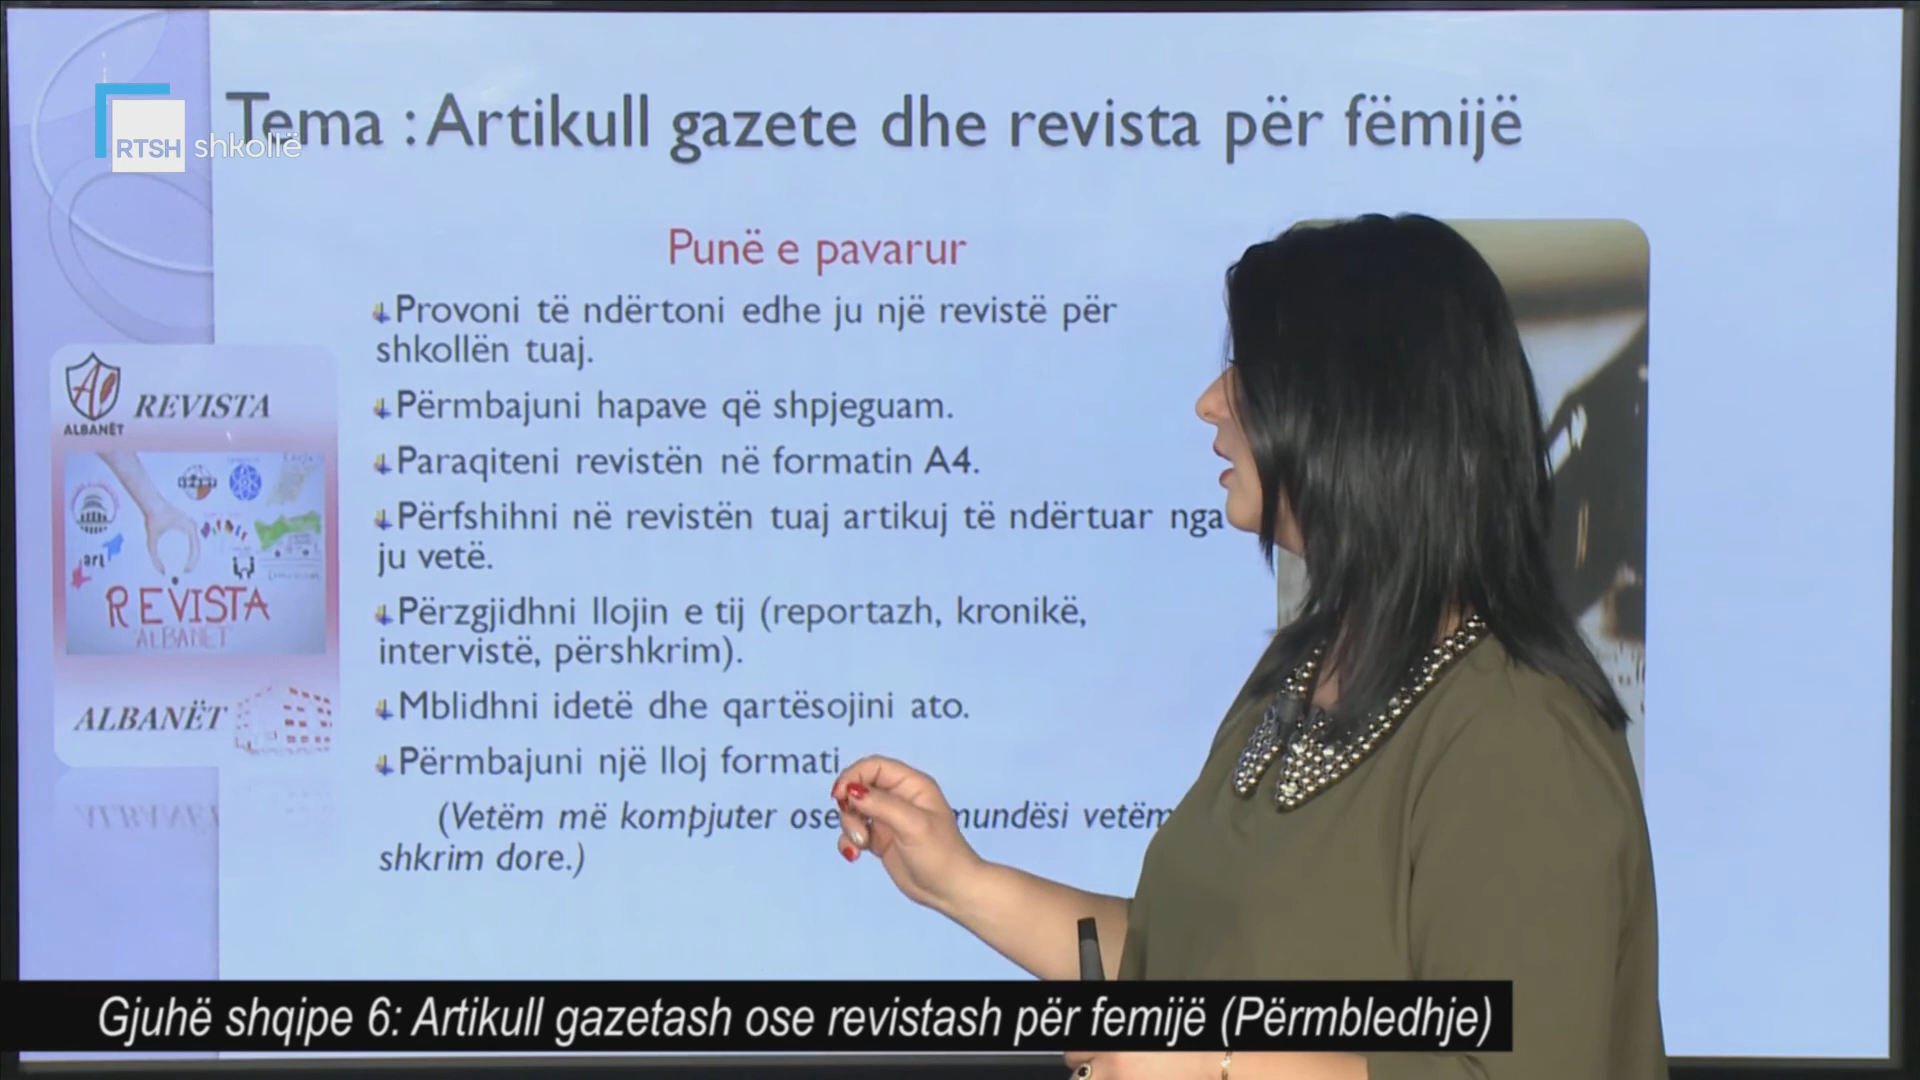 RTSH shkollë
Tema : Artikull gazete dhe revista për fëmijë
Punë e pavarur
Provoni të ndërtoni edhe ju një revistë për
shkollën tuaj.
Përmbajuni hapave që shpjeguam.
Paraqiteni revistën në formatin A4.
Përfshihni në revistën tuaj artikuj të ndërtuar nga
ju vetë.
Përzgjidhni llojin e tij (reportazh, kronikë,
intervistë, përshkrim).
Mblidhni idetë dhe qartësojini ato.
Përmbajuni një lloj formati
(Vetëm më kompjuter ose mundësi vetëm
shkrim dore.)
REVISTA
ALBANËT
art
REVISTA
ALBANËT
ALBANËT
Gjuhë shqipe 6: Artikull gazetash ose revistash për femijë (Përmbledhje)